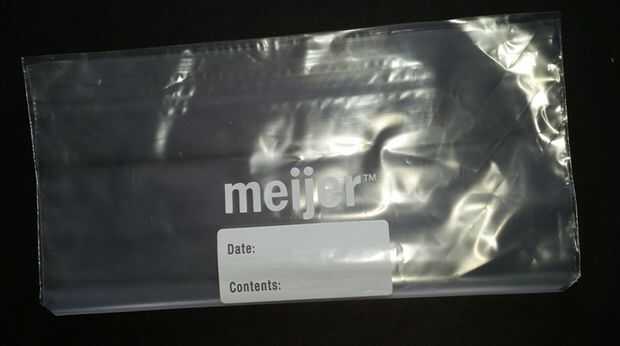 meijer™
Date:
Contents: